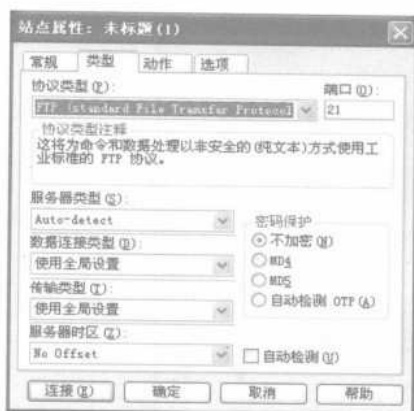 站点属性: 未标题(1)
常规 类型 动作 选项
协议类型(P): 端口(O):
FTP (standard File Transfer Protocol 21
协议类型注释
这将为命令和数据处理以非安全的(纯文本)方式使用工
业标准的 FTP 协议。
服务器类型(S):
Auto-detect
密码保护
数据连接类型(D):
不加密(N)
使用全局设置
MD4
传输类型(T):
MD5
使用全局设置
自动检测 OTP(A)
服务器时区(Z):
No Offset 自动检测(U)
连接(E) 确定 取消 帮助